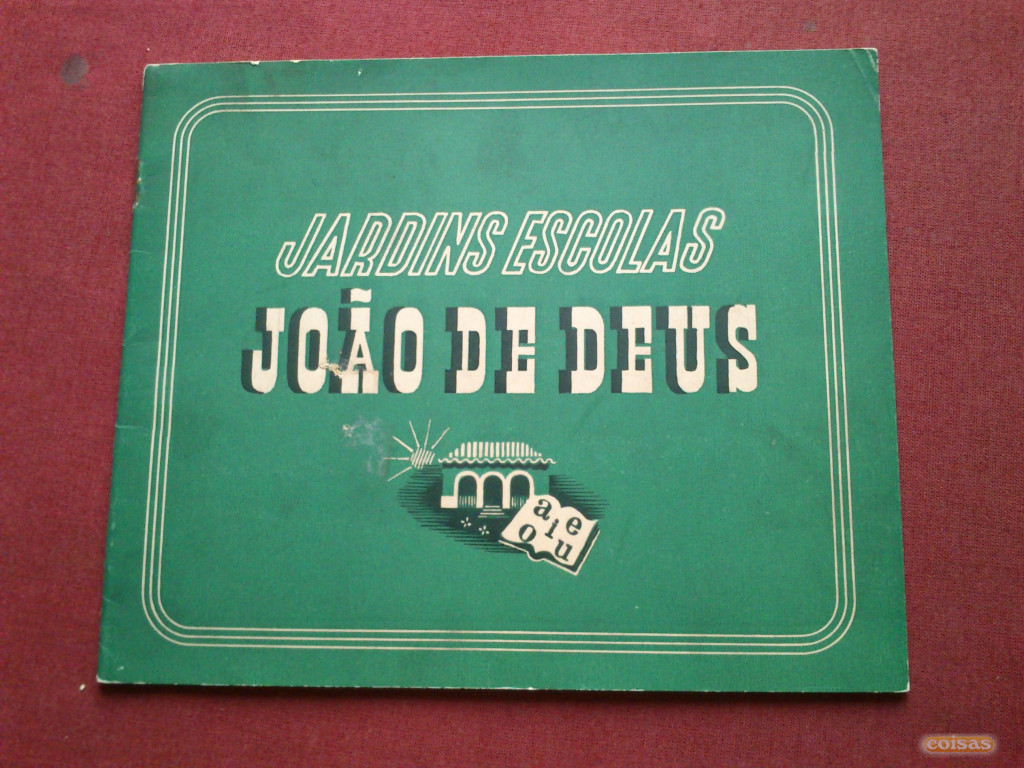 JARDINS ESCOLAS
JOÃO DE DEUS
a e
i
o u
coisas